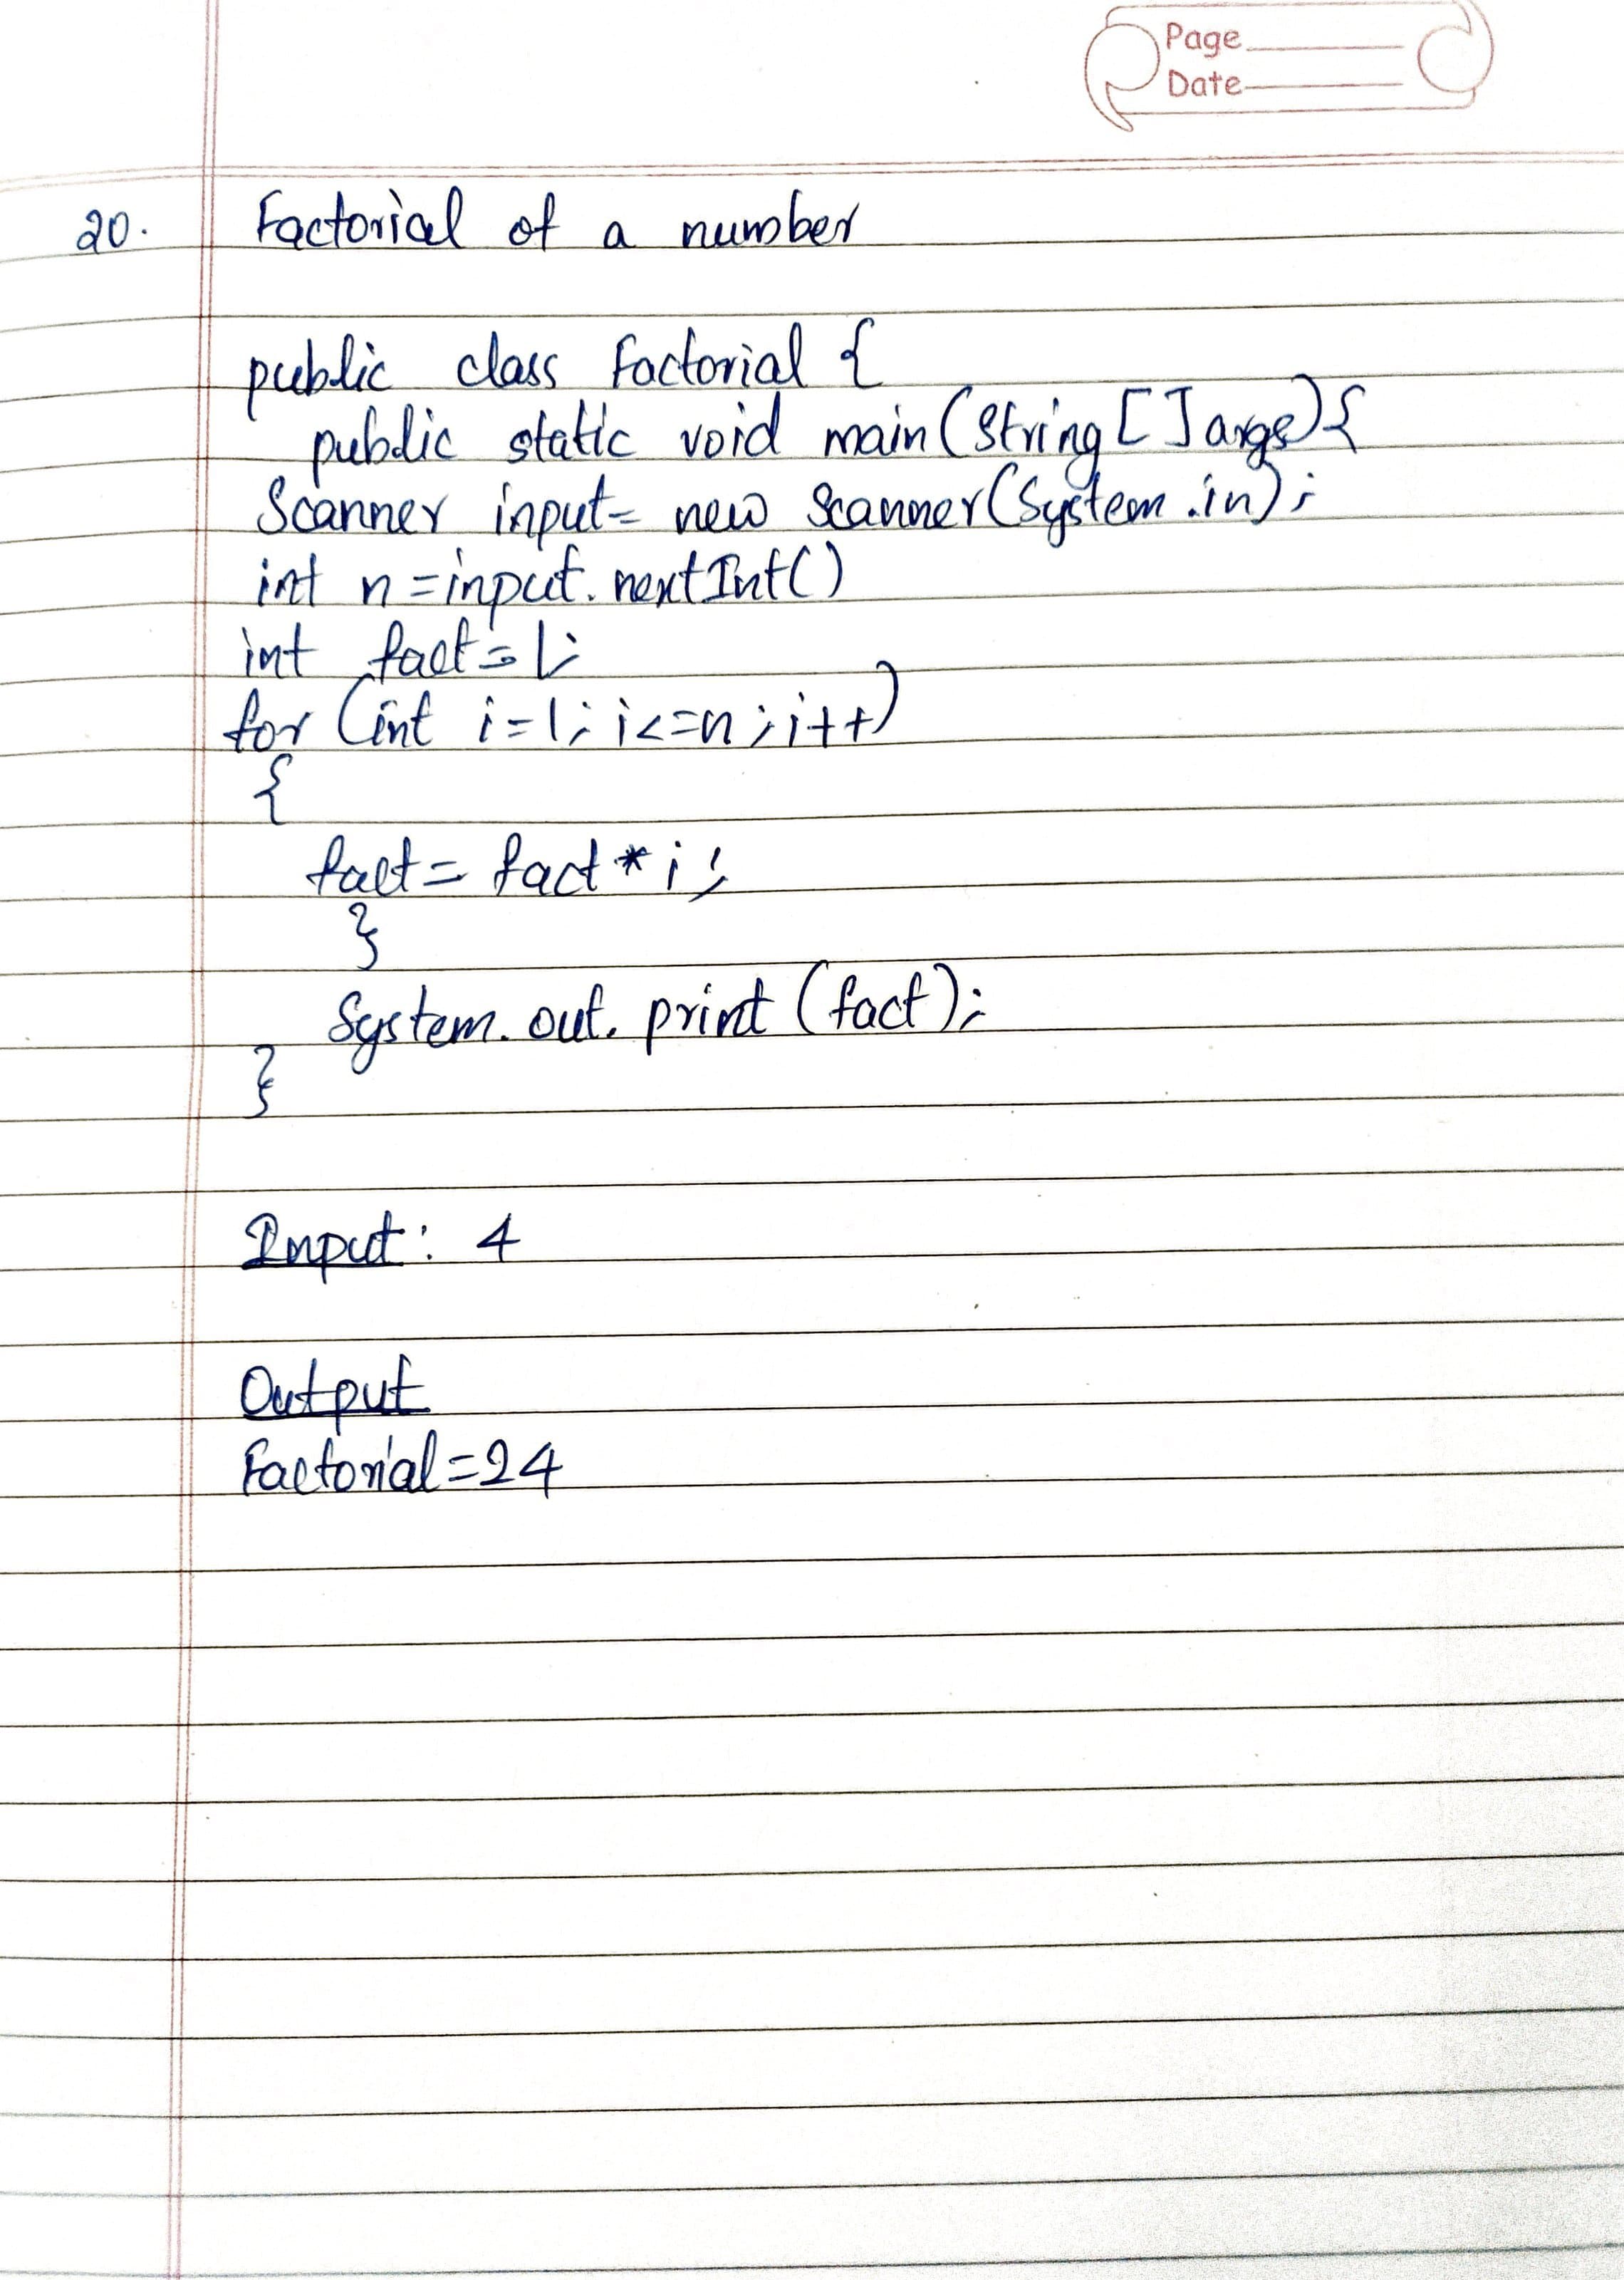 Page
Date
20. Factorial of a number
public class Factorial {
public static void main(String[] args){
Scanner input= new Scanner(System.in);
int n=input.nextInt()
int fact=1;
for (int i=1; i<=n; i++)
{
fact= fact*i;
}
System.out.print(fact);
}
Input: 4
Output
Factorial=24